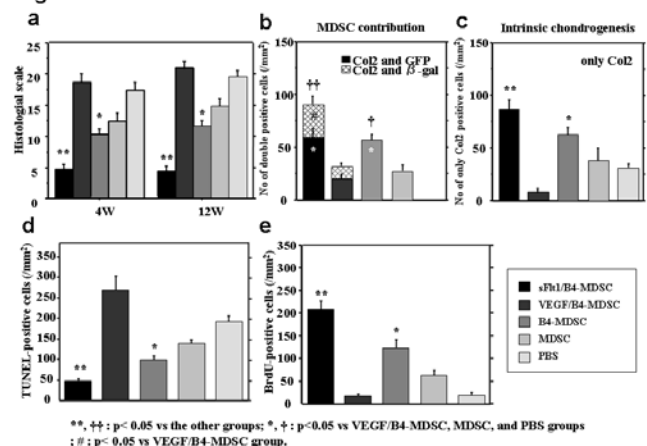 a
Histologial scale
25
20
15
10
5
0
**
*
**
*
4W
12W
b
MDSC contribution
No of double positive cells (/mm²)
150
100
50
0
Col2 and GFP
Col2 and β-gal
††
#
*
†
*
c
Intrinsic chondrogenesis
only Col2
No of only Col2 positive cells (/mm²)
150
100
50
0
**
*
d
TUNEL-positive cells (/mm²)
350
300
250
200
150
100
50
0
**
*
e
BrdU-positive cells (/mm²)
350
300
250
200
150
100
50
0
**
*
sFlt1/B4-MDSC
VEGF/B4-MDSC
B4-MDSC
MDSC
PBS
**, †† : p< 0.05 vs the other groups; *, † : p<0.05 vs VEGF/B4-MDSC, MDSC, and PBS groups
; # : p< 0.05 vs VEGF/B4-MDSC group.